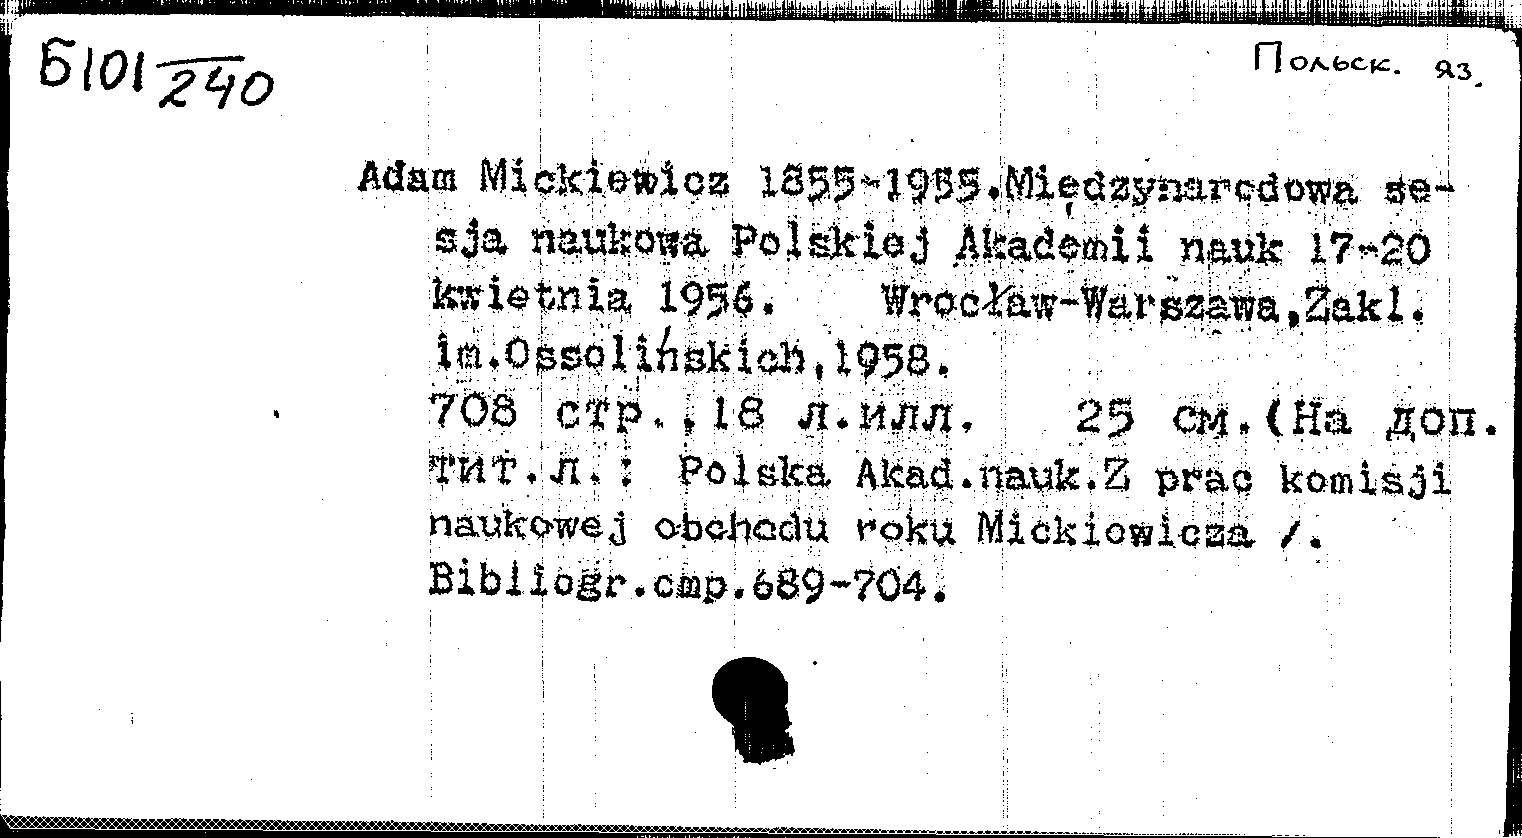 Б101/240
Польск. яз.
Adam Mickiewicz 1855-1955.Międzynarodowa se-
sja naukowa Polskiej Akademii nauk 17-20
kwietnia 1956. Wrocław-Warszawa,Zakl.
im.Ossolińskich,1958.
708 стр.,18 л.илл. 25 см.(На доп.
тит.л.: Polska Akad.nauk.Z prac komisji
naukowej obchodu roku Mickiewicza /.
Bibliogr.cmp.689-704.